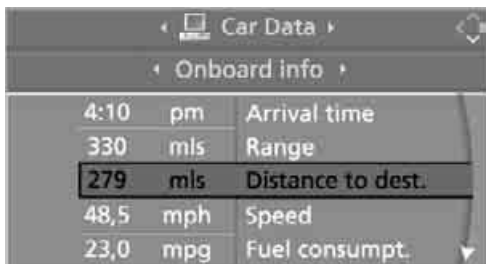 Car Data
Onboard info
4:10 pm Arrival time
330 mls Range
279 mls Distance to dest.
48,5 mph Speed
23,0 mpg Fuel consumpt.